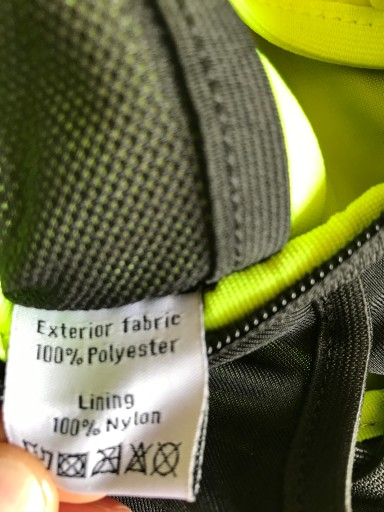 Exterior fabric
100% Polyester
Lining
100% Nylon